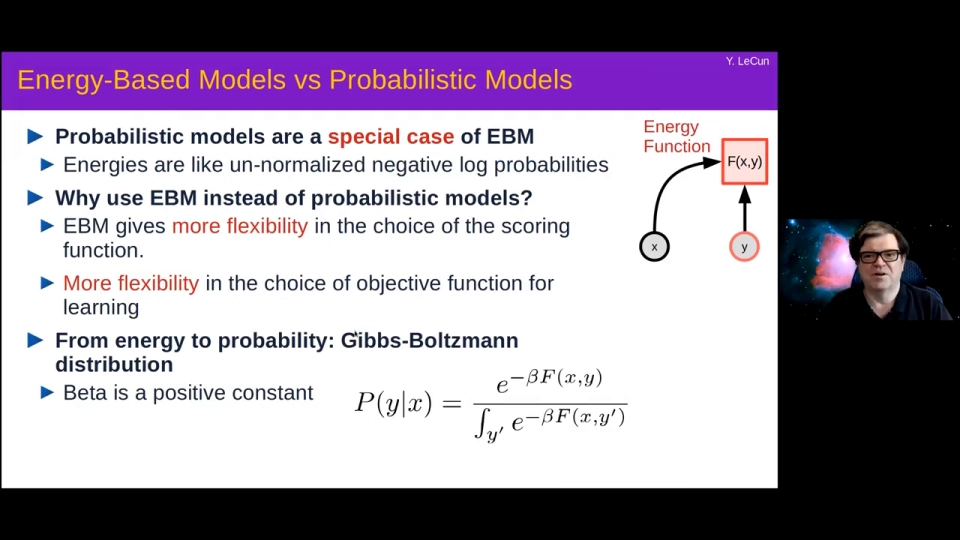 Y. LeCun
Energy-Based Models vs Probabilistic Models
Probabilistic models are a special case of EBM
Energies are like un-normalized negative log probabilities
Why use EBM instead of probabilistic models?
EBM gives more flexibility in the choice of the scoring
function.
More flexibility in the choice of objective function for
learning
From energy to probability: Gibbs-Boltzmann
distribution
Beta is a positive constant
P(y|x) = e^{−βF(x,y)} / ∫_{y′} e^{−βF(x,y′)}
Energy
Function
F(x,y)
x
y